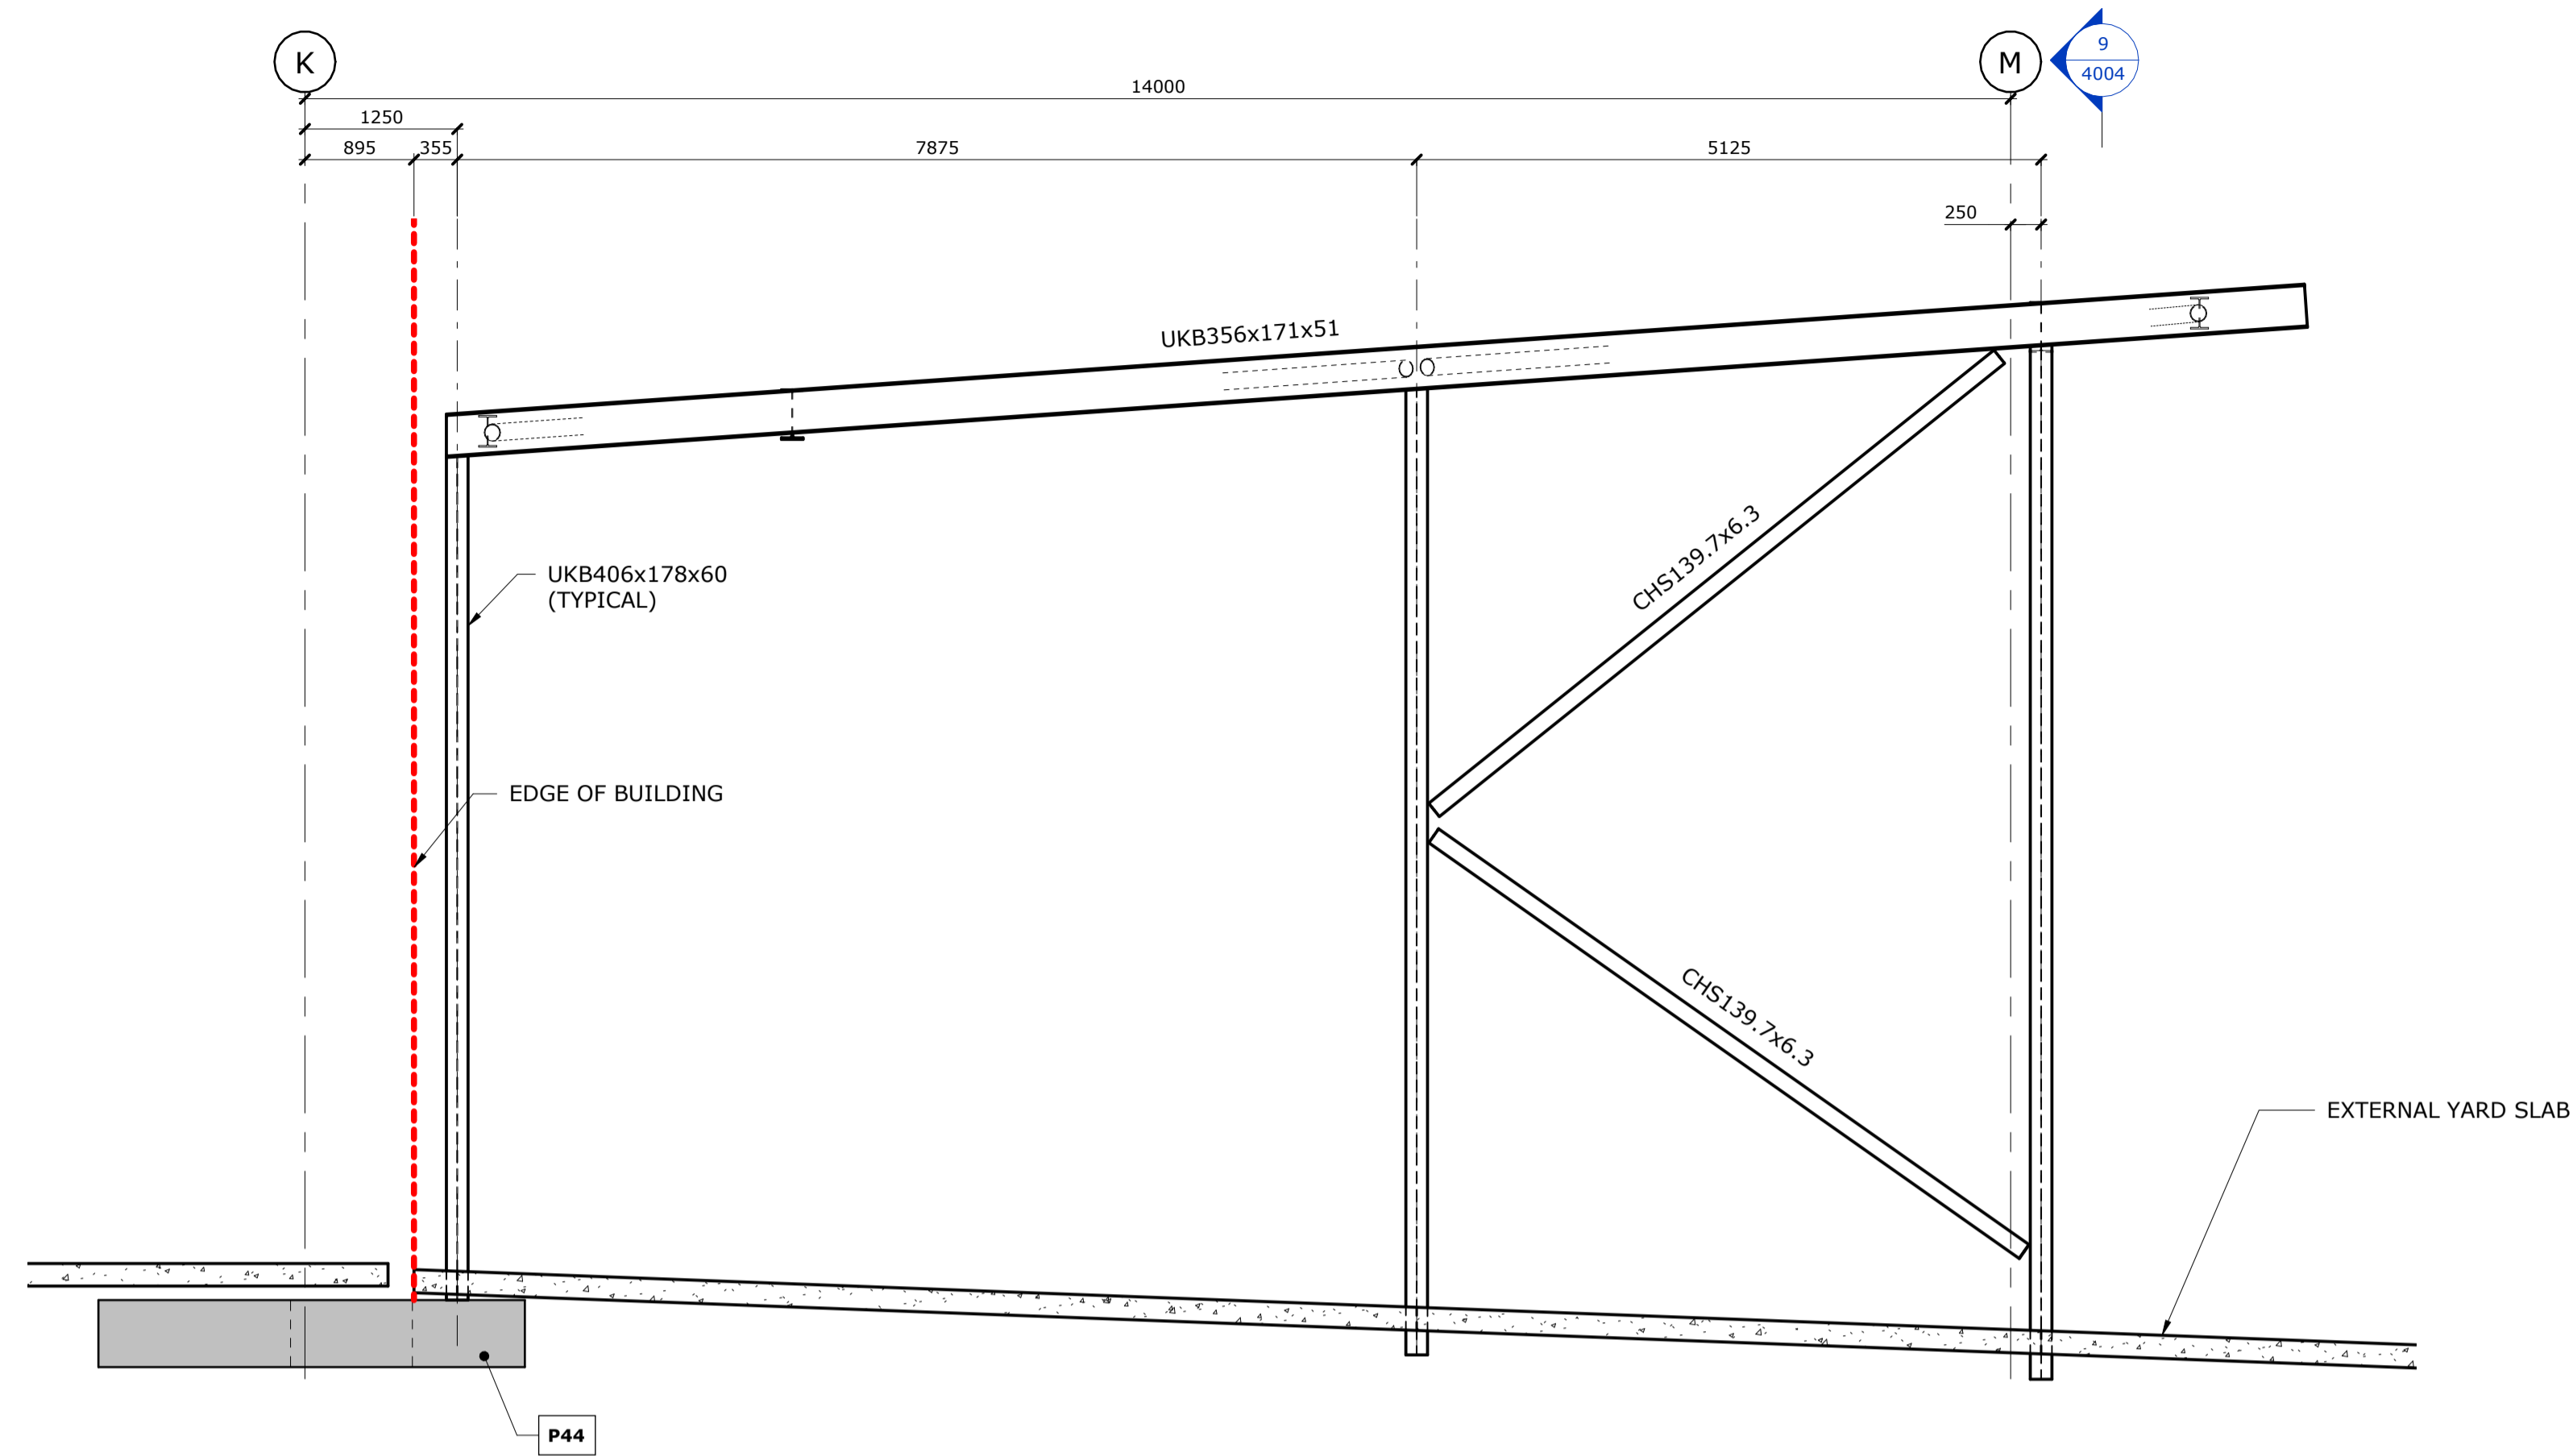 K
M
9
4004
14000
1250
895
355
7875
5125
250
UKB356x171x51
CHS139.7x6.3
UKB406x178x60
(TYPICAL)
EDGE OF BUILDING
CHS139.7x6.3
EXTERNAL YARD SLAB
P44